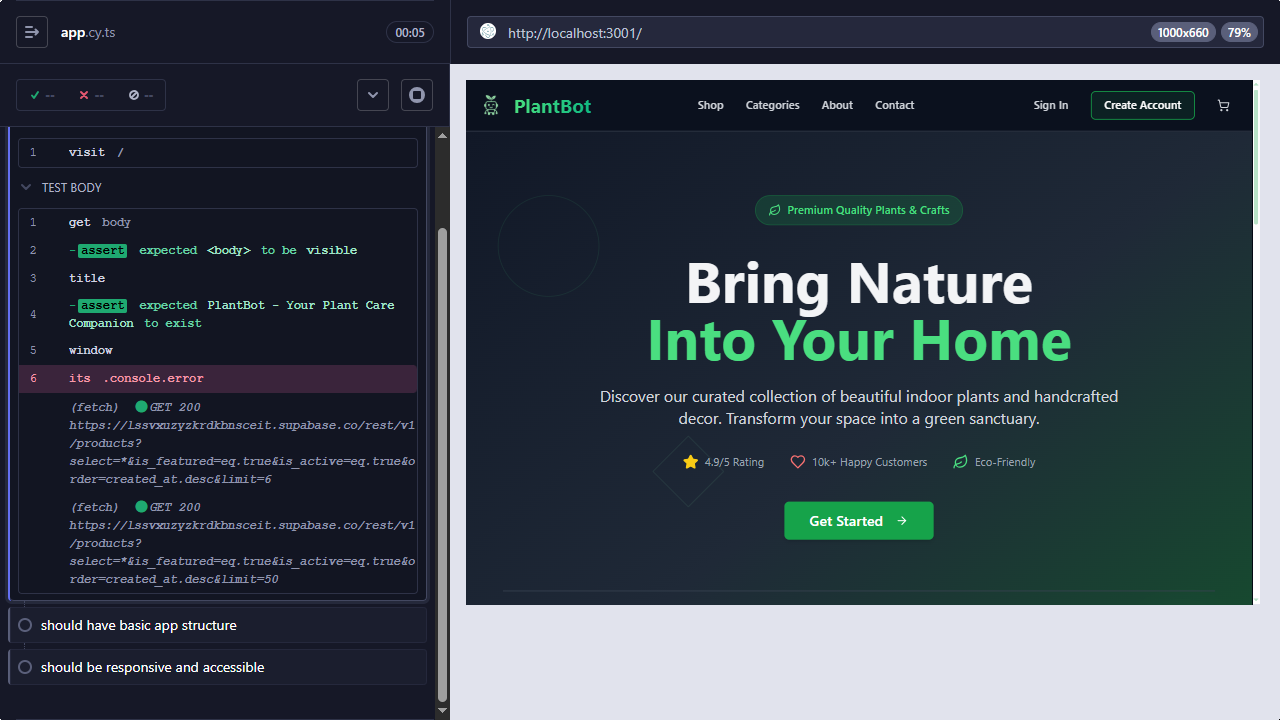 app.cy.ts
00:05
--
--
--
1 visit /
TEST BODY
1 get body
2 -assert expected <body> to be visible
3 title
4 -assert expected PlantBot - Your Plant Care
Companion to exist
5 window
6 its .console.error
(fetch) GET 200
https://lssvxuzyzkrdkbnsceit.supabase.co/rest/v1
/products?
select=*&is_featured=eq.true&is_active=eq.true&o
rder=created_at.desc&limit=6
(fetch) GET 200
https://lssvxuzyzkrdkbnsceit.supabase.co/rest/v1
/products?
select=*&is_featured=eq.true&is_active=eq.true&o
rder=created_at.desc&limit=50
should have basic app structure
should be responsive and accessible
http://localhost:3001/
1000x660
79%
PlantBot
Shop Categories About Contact
Sign In
Create Account
Premium Quality Plants & Crafts
Bring Nature
Into Your Home
Discover our curated collection of beautiful indoor plants and handcrafted
decor. Transform your space into a green sanctuary.
4.9/5 Rating
10k+ Happy Customers
Eco-Friendly
Get Started